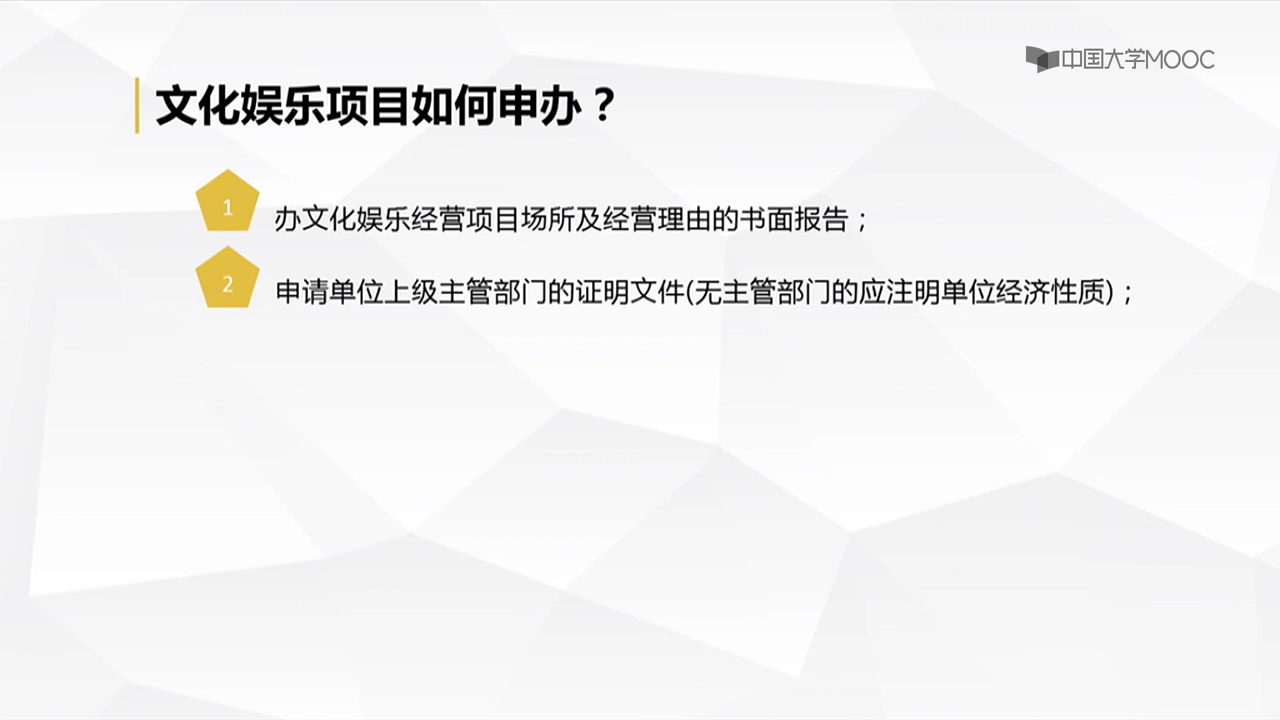 中国大学MOOC
文化娱乐项目如何申办？
1 办文化娱乐经营项目场所及经营理由的书面报告；
2 申请单位上级主管部门的证明文件(无主管部门的应注明单位经济性质)；